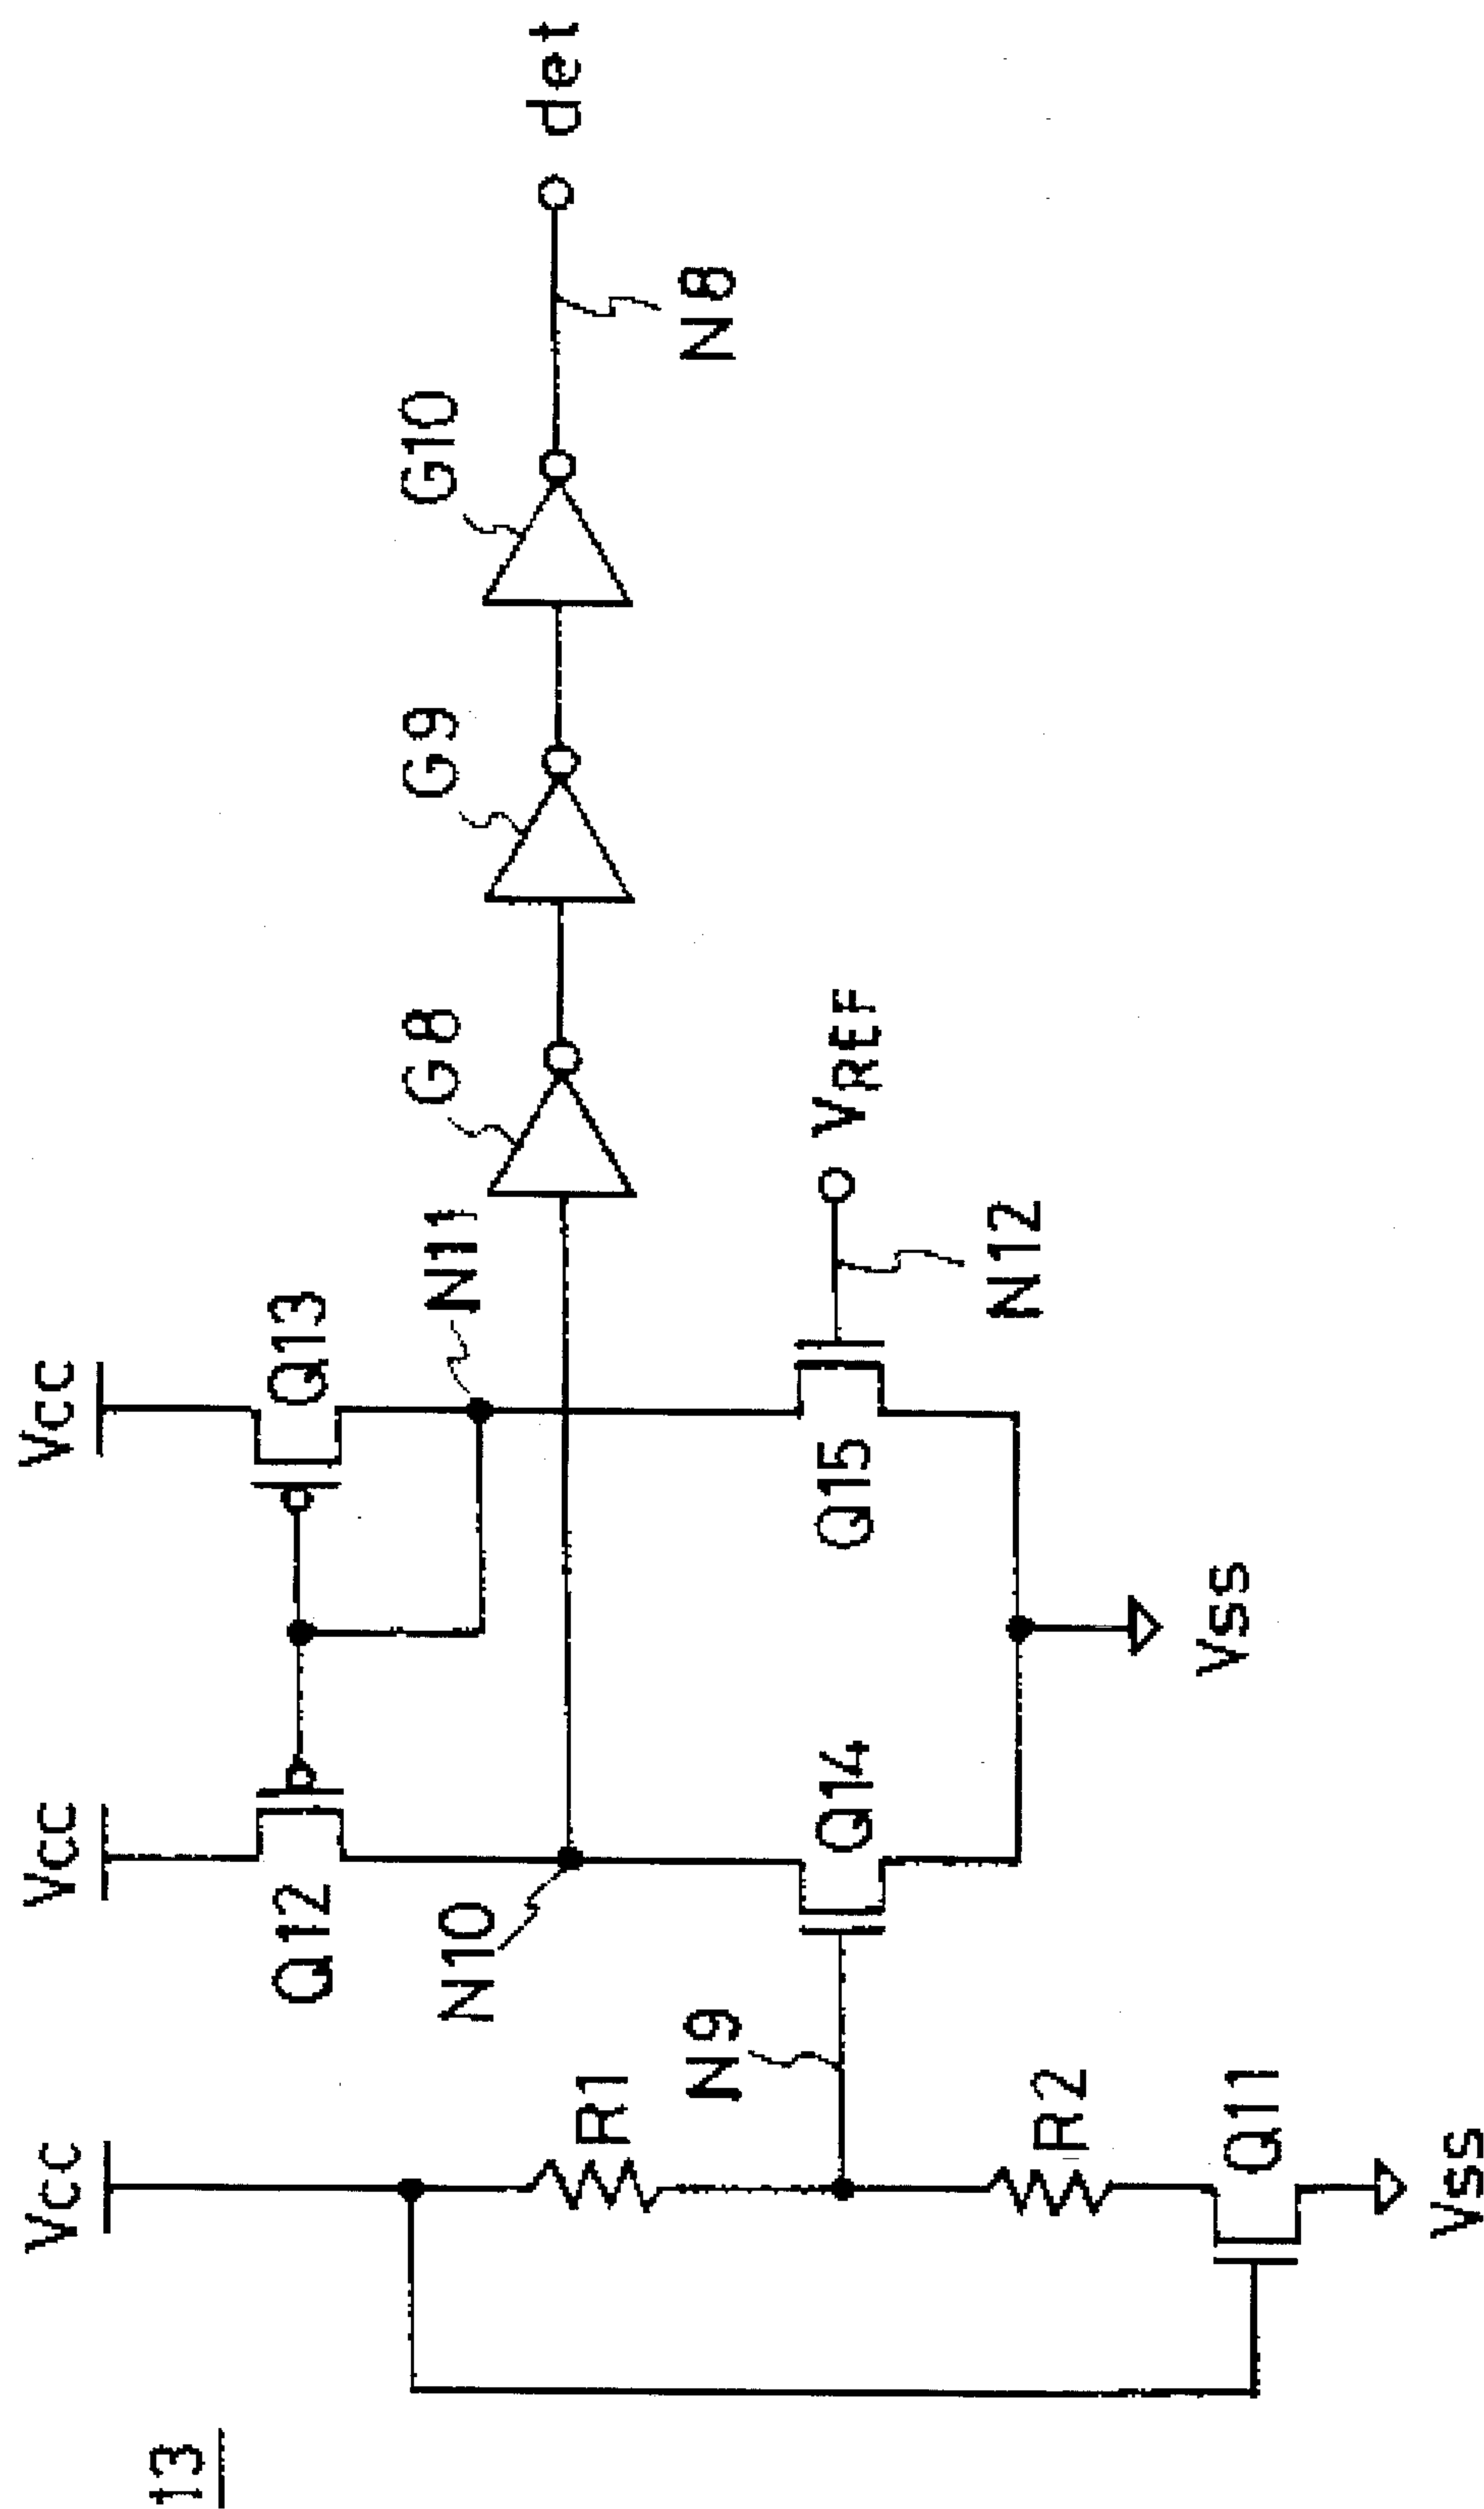 13
Vcc
Vcc
Vcc
Q12
Q13
N10
N11
G8
G9
G10
det
N8
R1
N9
Q14
Q15
VREF
N12
R2
Q11
Vss
Vss